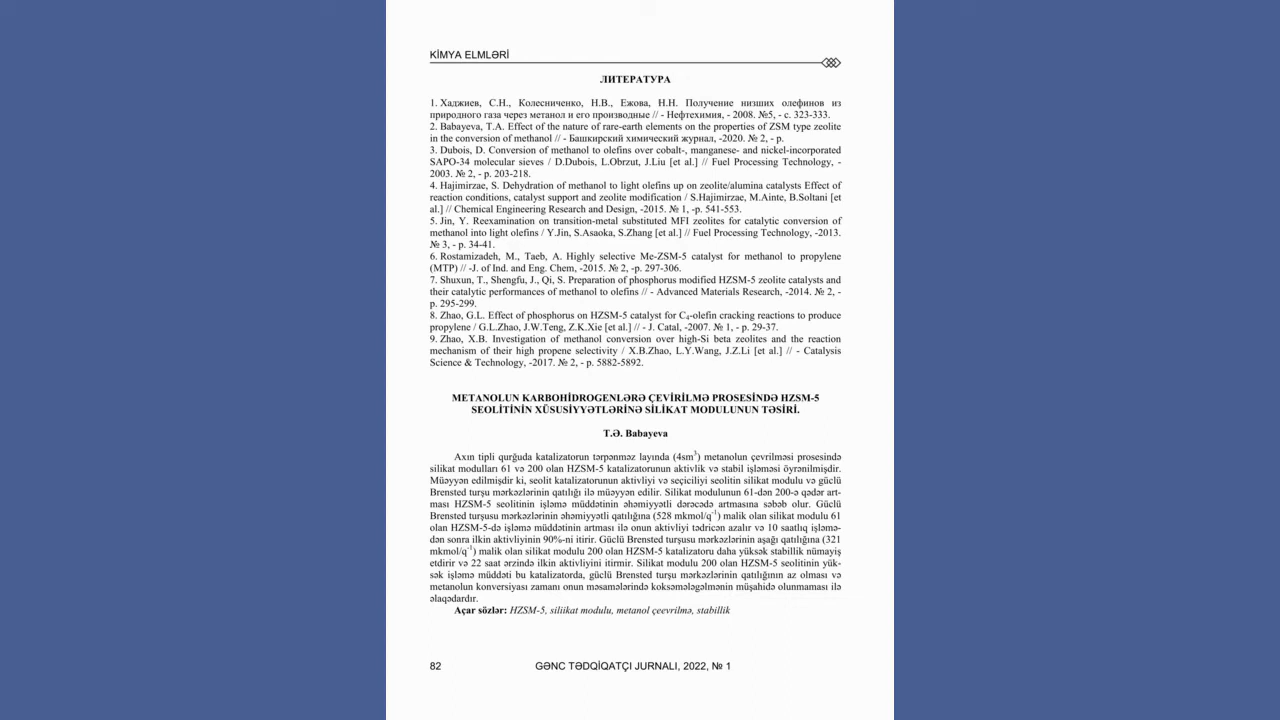 KİMYA ELMLƏRİ
ЛИТЕРАТУРА
1. Хаджиев, С.Н., Колесниченко, Н.В., Ежова, Н.Н. Получение низших олефинов из
природного газа через метанол и его производные // - Нефтехимия, - 2008. №5, - с. 323-333.
2. Babayeva, T.A. Effect of the nature of rare-earth elements on the properties of ZSM type zeolite
in the conversion of methanol // - Башкирский химический журнал, -2020. № 2, - p.
3. Dubois, D. Conversion of methanol to olefins over cobalt-, manganese- and nickel-incorporated
SAPO-34 molecular sieves / D.Dubois, L.Obrzut, J.Liu [et al.] // Fuel Processing Technology, -
2003. № 2, - p. 203-218.
4. Hajimirzae, S. Dehydration of methanol to light olefins up on zeolite/alumina catalysts Effect of
reaction conditions, catalyst support and zeolite modification / S.Hajimirzae, M.Ainte, B.Soltani [et
al.] // Chemical Engineering Research and Design, -2015. № 1, -p. 541-553.
5. Jin, Y. Reexamination on transition-metal substituted MFI zeolites for catalytic conversion of
methanol into light olefins / Y.Jin, S.Asaoka, S.Zhang [et al.] // Fuel Processing Technology, -2013.
№ 3, - p. 34-41.
6. Rostamizadeh, M., Taeb, A. Highly selective Me-ZSM-5 catalyst for methanol to propylene
(MTP) // -J. of Ind. and Eng. Chem, -2015. № 2, -p. 297-306.
7. Shuxun, T., Shengfu, J., Qi, S. Preparation of phosphorus modified HZSM-5 zeolite catalysts and
their catalytic performances of methanol to olefins // - Advanced Materials Research, -2014. № 2, -
p. 295-299.
8. Zhao, G.L. Effect of phosphorus on HZSM-5 catalyst for C₄-olefin cracking reactions to produce
propylene / G.L.Zhao, J.W.Teng, Z.K.Xie [et al.] // - J. Catal, -2007. № 1, - p. 29-37.
9. Zhao, X.B. Investigation of methanol conversion over high-Si beta zeolites and the reaction
mechanism of their high propene selectivity / X.B.Zhao, L.Y.Wang, J.Z.Li [et al.] // - Catalysis
Science & Technology, -2017. № 2, - p. 5882-5892.
METANOLUN KARBOHİDROGENLƏRƏ ÇEVİRİLMƏ PROSESİNDƏ HZSM-5
SEOLİTİNİN XÜSUSİYYƏTLƏRİNƏ SİLİKAT MODULUNUN TƏSİRİ.
T.Ə. Babayeva
Axın tipli qurğuda katalizatorun tərpənməz layında (4sm³) metanolun çevrilməsi prosesində
silikat modulları 61 və 200 olan HZSM-5 katalizatorunun aktivlik və stabil işləməsi öyrənilmişdir.
Müəyyən edilmişdir ki, seolit katalizatorunun aktivliyi və seçiciliyi seolitin silikat modulu və güclü
Brensted turşu mərkəzlərinin qatılığı ilə müəyyən edilir. Silikat modulunun 61-dən 200-ə qədər art-
ması HZSM-5 seolitinin işləmə müddətinin əhəmiyyətli dərəcədə artmasına səbəb olur. Güclü
Brensted turşusu mərkəzlərinin əhəmiyyətli qatılığına (528 mkmol/q⁻¹) malik olan silikat modulu 61
olan HZSM-5-də işləmə müddətinin artması ilə onun aktivliyi tədricən azalır və 10 saatlıq işləmə-
dən sonra ilkin aktivliyinin 90%-ni itirir. Güclü Brensted turşusu mərkəzlərinin aşağı qatılığına (321
mkmol/q⁻¹) malik olan silikat modulu 200 olan HZSM-5 katalizatoru daha yüksək stabillik nümayiş
etdirir və 22 saat ərzində ilkin aktivliyini itirmir. Silikat modulu 200 olan HZSM-5 seolitinin yük-
sək işləmə müddəti bu katalizatorda, güclü Brensted turşu mərkəzlərinin qatılığının az olması və
metanolun konversiyası zamanı onun məsamələrində koksəmələgəlmənin müşahidə olunmaması ilə
əlaqədardır.
Açar sözlər: HZSM-5, siliikat modulu, metanol çeevrilmə, stabillik
82 GƏNC TƏDQİQATÇI JURNALI, 2022, № 1